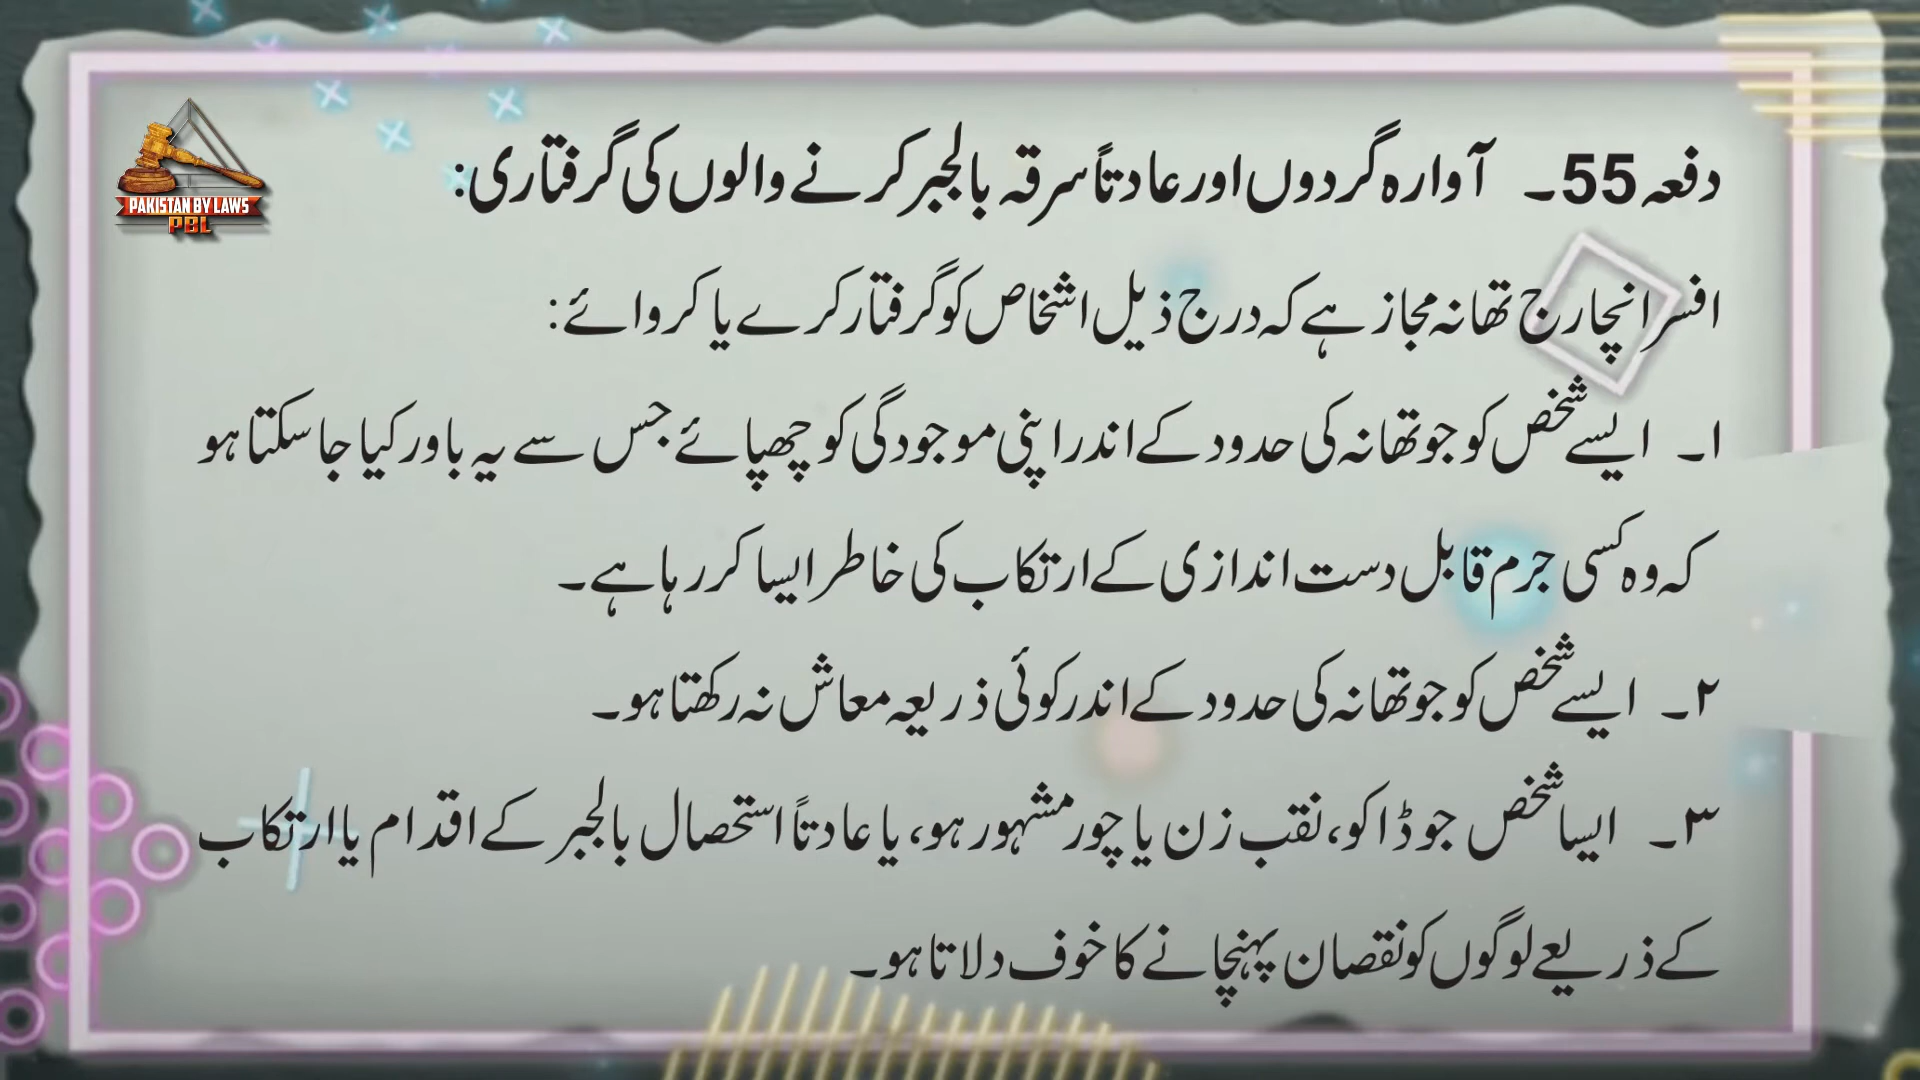 PAKISTAN BY LAWS
PBL
دفعہ 55۔ آوارہ گردوں اور عادتاً سرقہ بالجبر کرنے والوں کی گرفتاری:
افسر انچارج تھانہ مجاز ہے کہ درج ذیل اشخاص کو گرفتار کرے یا کروائے:
۱۔ ایسے شخص کو جو تھانہ کی حدود کے اندر اپنی موجودگی کو چھپائے جس سے یہ باور کیا جا سکتا ہو
کہ وہ کسی جرم قابل دست اندازی کے ارتکاب کی خاطر ایسا کر رہا ہے۔
۲۔ ایسے شخص کو جو تھانہ کی حدود کے اندر کوئی ذریعہ معاش نہ رکھتا ہو۔
۳۔ ایسا شخص جو ڈاکو، نقب زن یا چور مشہور ہو، یا عادتاً استحصال بالجبر کے اقدام یا ارتکاب
کے ذریعے لوگوں کو نقصان پہنچانے کا خوف دلاتا ہو۔